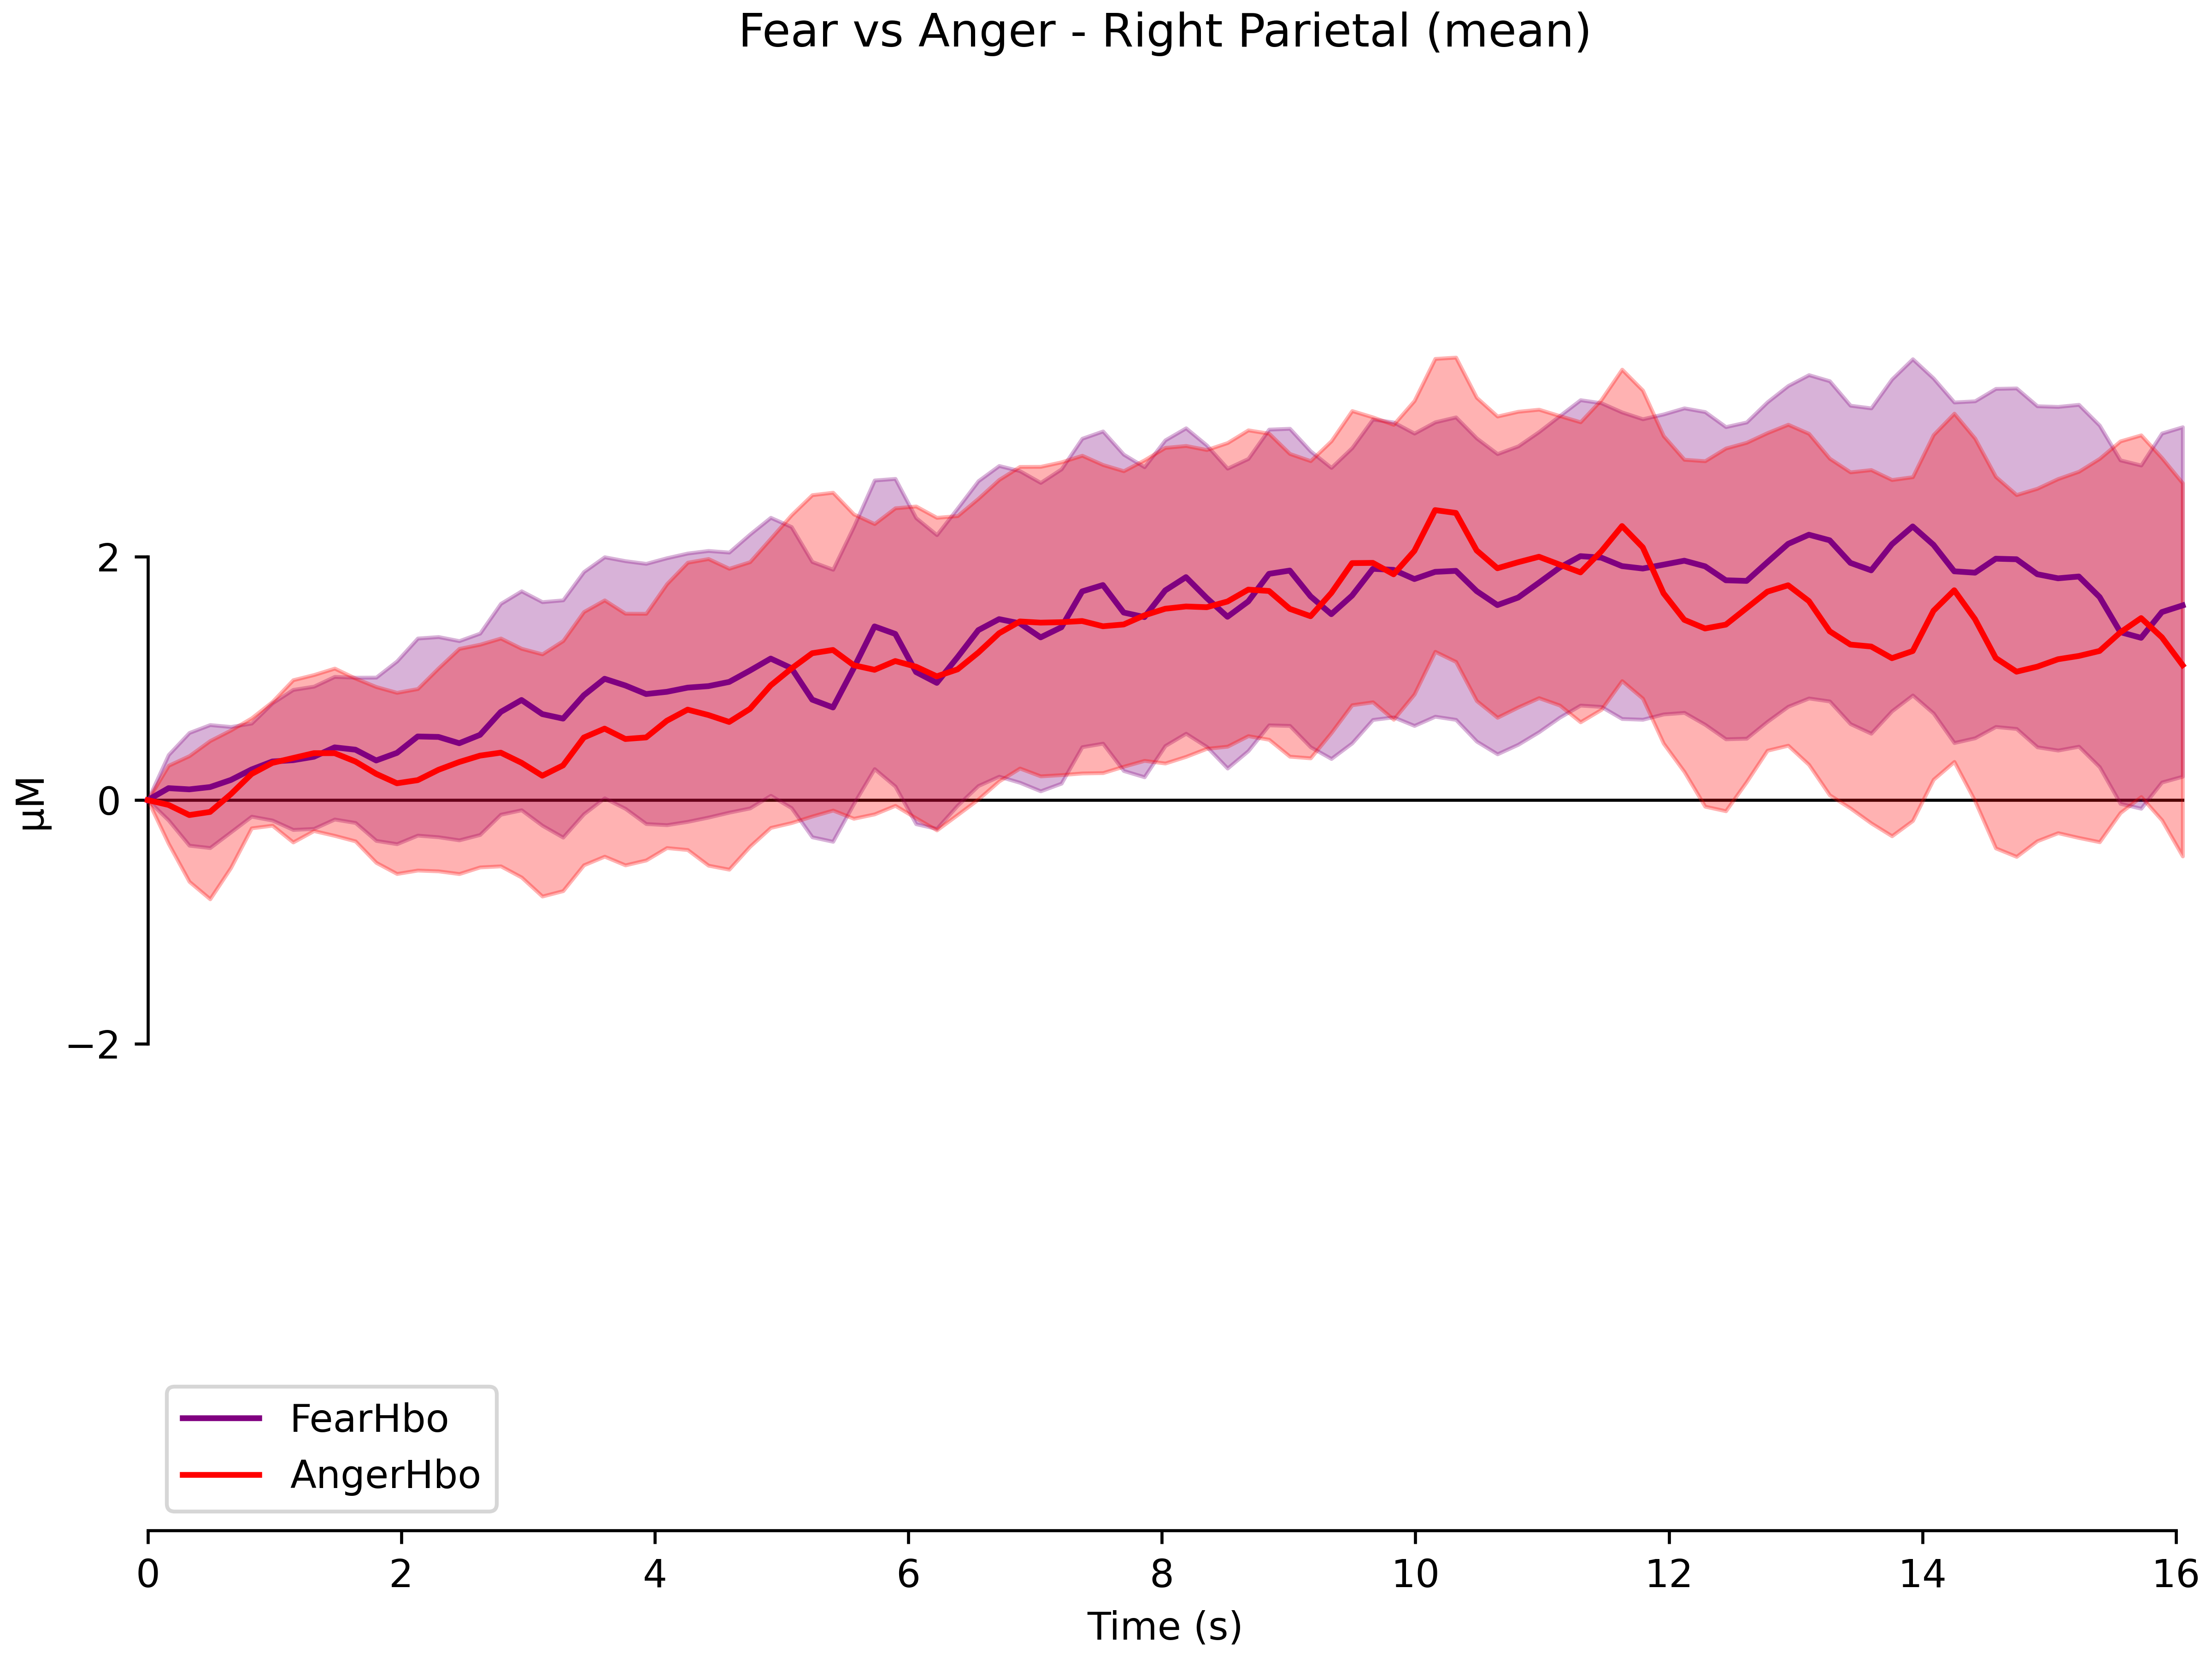 Fear vs Anger - Right Parietal (mean)
µM
2
0
−2
FearHbo
AngerHbo
0 2 4 6 8 10 12 14 16
Time (s)